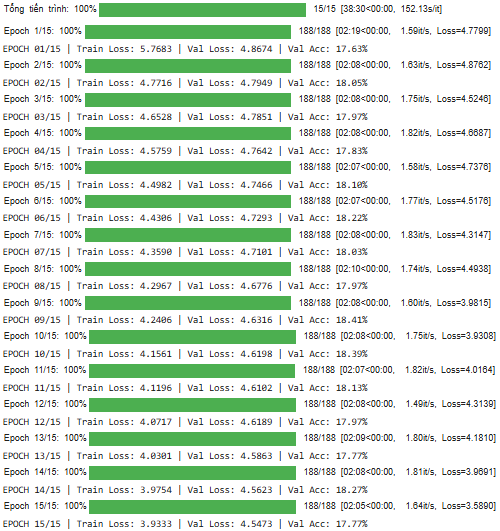 Tổng tiến trình: 100% 15/15 [38:30<00:00, 152.13s/it]
Epoch 1/15: 100% 188/188 [02:19<00:00, 1.59it/s, Loss=4.7799]
EPOCH 01/15 | Train Loss: 5.7683 | Val Loss: 4.8674 | Val Acc: 17.63%
Epoch 2/15: 100% 188/188 [02:08<00:00, 1.63it/s, Loss=4.8762]
EPOCH 02/15 | Train Loss: 4.7716 | Val Loss: 4.7949 | Val Acc: 18.05%
Epoch 3/15: 100% 188/188 [02:08<00:00, 1.75it/s, Loss=4.5246]
EPOCH 03/15 | Train Loss: 4.6528 | Val Loss: 4.7851 | Val Acc: 17.97%
Epoch 4/15: 100% 188/188 [02:08<00:00, 1.82it/s, Loss=4.6687]
EPOCH 04/15 | Train Loss: 4.5759 | Val Loss: 4.7642 | Val Acc: 17.83%
Epoch 5/15: 100% 188/188 [02:07<00:00, 1.58it/s, Loss=4.7376]
EPOCH 05/15 | Train Loss: 4.4982 | Val Loss: 4.7466 | Val Acc: 18.10%
Epoch 6/15: 100% 188/188 [02:07<00:00, 1.77it/s, Loss=4.5176]
EPOCH 06/15 | Train Loss: 4.4306 | Val Loss: 4.7293 | Val Acc: 18.22%
Epoch 7/15: 100% 188/188 [02:08<00:00, 1.83it/s, Loss=4.3147]
EPOCH 07/15 | Train Loss: 4.3590 | Val Loss: 4.7101 | Val Acc: 18.03%
Epoch 8/15: 100% 188/188 [02:10<00:00, 1.74it/s, Loss=4.4938]
EPOCH 08/15 | Train Loss: 4.2967 | Val Loss: 4.6776 | Val Acc: 17.97%
Epoch 9/15: 100% 188/188 [02:08<00:00, 1.60it/s, Loss=3.9815]
EPOCH 09/15 | Train Loss: 4.2406 | Val Loss: 4.6316 | Val Acc: 18.41%
Epoch 10/15: 100% 188/188 [02:08<00:00, 1.75it/s, Loss=3.9308]
EPOCH 10/15 | Train Loss: 4.1561 | Val Loss: 4.6198 | Val Acc: 18.39%
Epoch 11/15: 100% 188/188 [02:07<00:00, 1.82it/s, Loss=4.0164]
EPOCH 11/15 | Train Loss: 4.1196 | Val Loss: 4.6102 | Val Acc: 18.13%
Epoch 12/15: 100% 188/188 [02:08<00:00, 1.49it/s, Loss=4.3139]
EPOCH 12/15 | Train Loss: 4.0717 | Val Loss: 4.6189 | Val Acc: 17.97%
Epoch 13/15: 100% 188/188 [02:09<00:00, 1.80it/s, Loss=4.1810]
EPOCH 13/15 | Train Loss: 4.0301 | Val Loss: 4.5863 | Val Acc: 17.77%
Epoch 14/15: 100% 188/188 [02:08<00:00, 1.81it/s, Loss=3.9691]
EPOCH 14/15 | Train Loss: 3.9754 | Val Loss: 4.5623 | Val Acc: 18.27%
Epoch 15/15: 100% 188/188 [02:05<00:00, 1.64it/s, Loss=3.5890]
EPOCH 15/15 | Train Loss: 3.9333 | Val Loss: 4.5473 | Val Acc: 17.77%